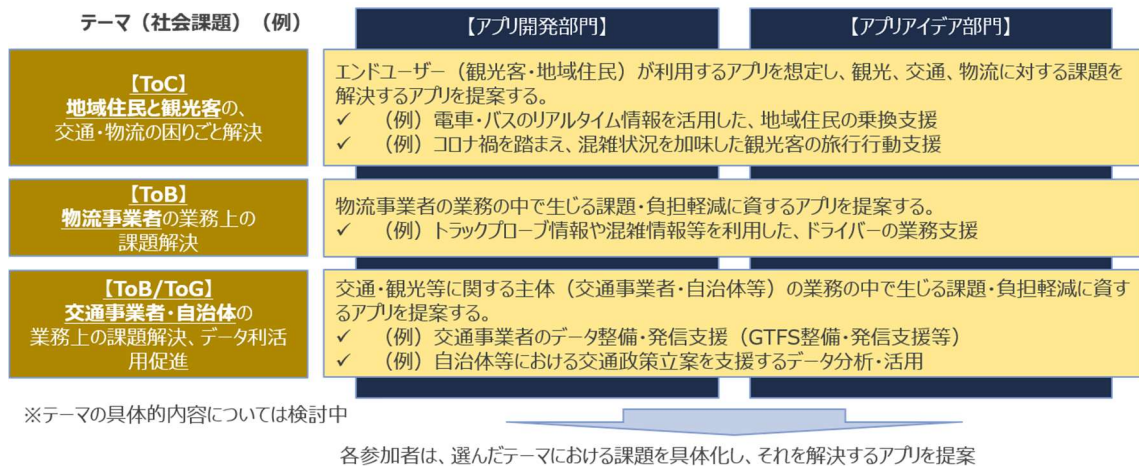 テーマ（社会課題）（例）
【アプリ開発部門】
【アプリアイデア部門】
【ToC】
地域住民と観光客の、
交通・物流の困りごと解決
エンドユーザー（観光客・地域住民）が利用するアプリを想定し、観光、交通、物流に対する課題を
解決するアプリを提案する。
✓ （例）電車・バスのリアルタイム情報を活用した、地域住民の乗換支援
✓ （例）コロナ禍を踏まえ、混雑状況を加味した観光客の旅行行動支援
【ToB】
物流事業者の業務上の
課題解決
物流事業者の業務の中で生じる課題・負担軽減に資するアプリを提案する。
✓ （例）トラックプローブ情報や混雑情報等を利用した、ドライバーの業務支援
【ToB/ToG】
交通事業者・自治体の
業務上の課題解決、データ利活
用促進
交通・観光等に関する主体（交通事業者・自治体等）の業務の中で生じる課題・負担軽減に資す
るアプリを提案する。
✓ （例）交通事業者のデータ整備・発信支援（GTFS整備・発信支援等）
✓ （例）自治体等における交通政策立案を支援するデータ分析・活用
※テーマの具体的内容については検討中
各参加者は、選んだテーマにおける課題を具体化し、それを解決するアプリを提案